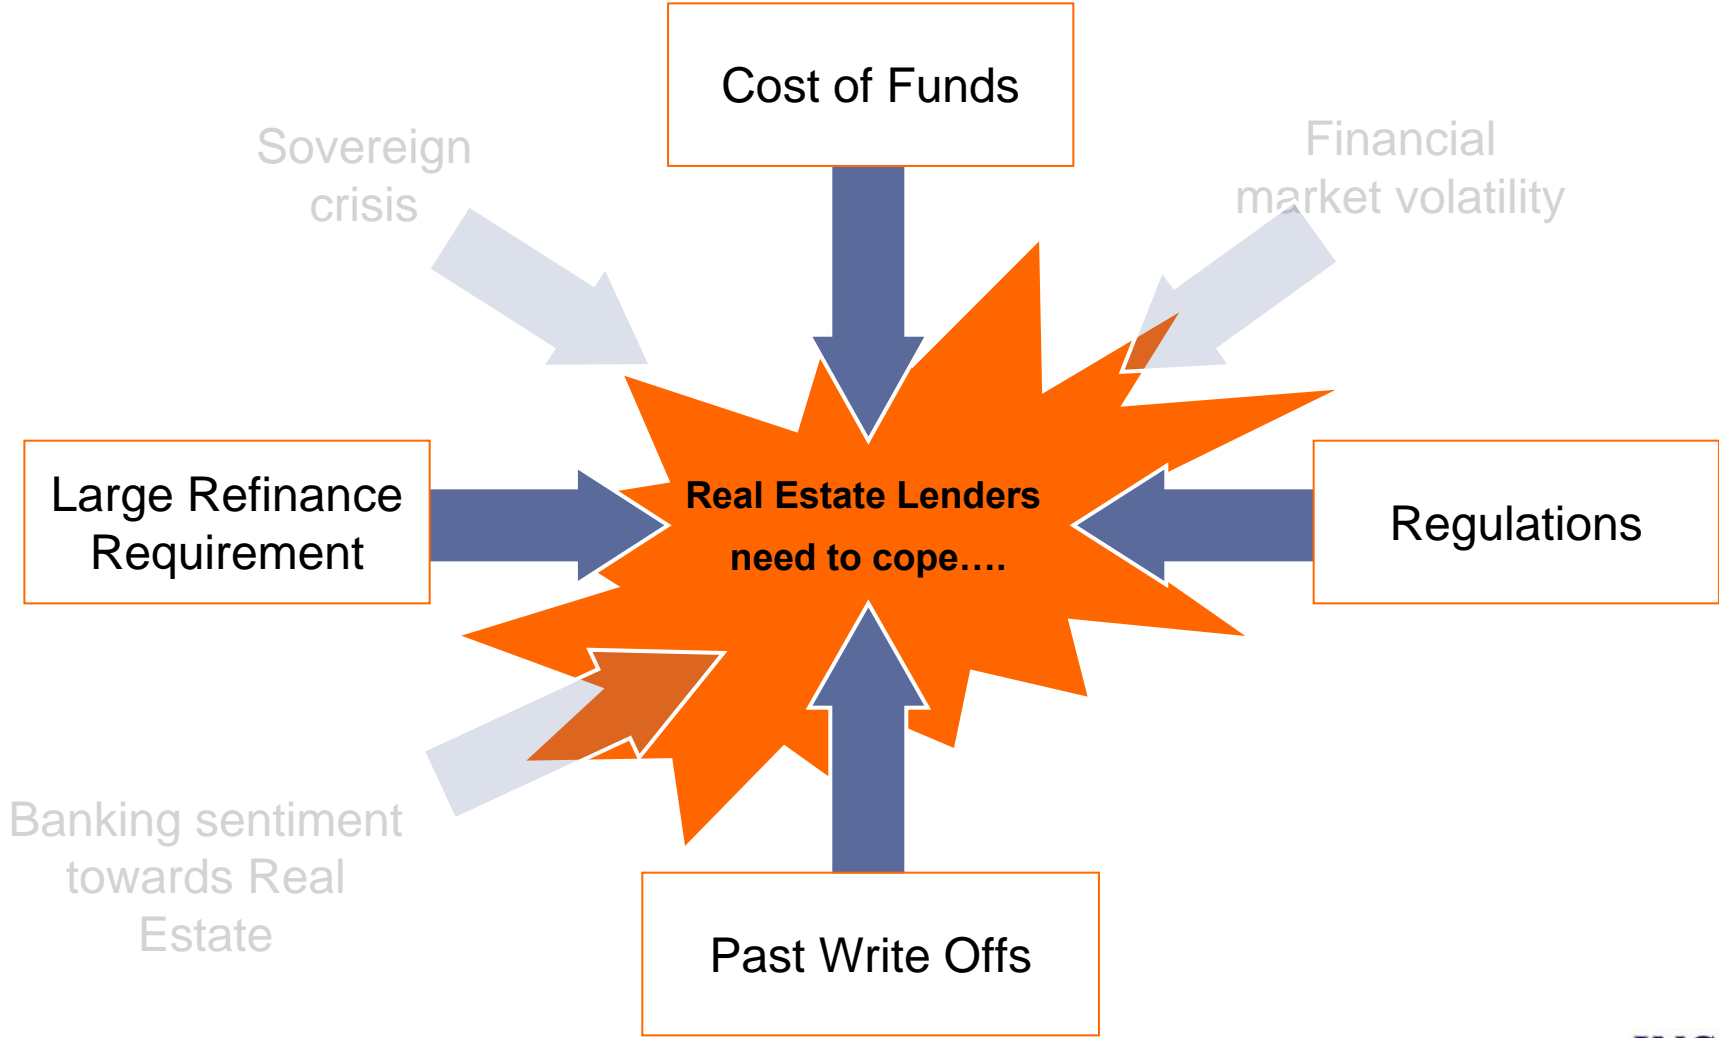 Cost of Funds
Sovereign
crisis
Financial
market volatility
Large Refinance
Requirement
Real Estate Lenders
need to cope….
Regulations
Banking sentiment
towards Real
Estate
Past Write Offs